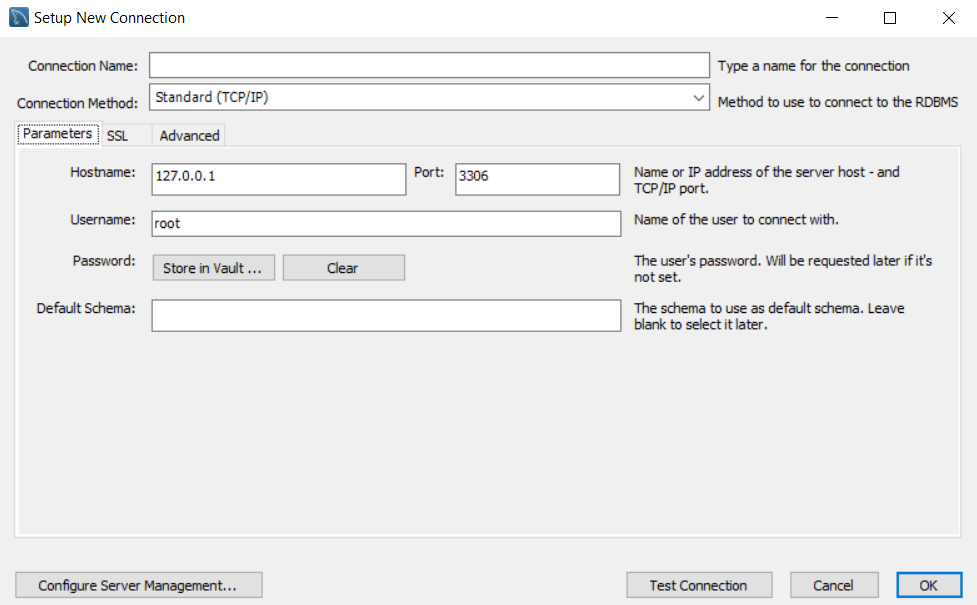 Setup New Connection
Connection Name:
Type a name for the connection
Connection Method: Standard (TCP/IP)
Method to use to connect to the RDBMS
Parameters SSL Advanced
Hostname: 127.0.0.1 Port: 3306
Name or IP address of the server host - and
TCP/IP port.
Username: root
Name of the user to connect with.
Password: Store in Vault ... Clear
The user's password. Will be requested later if it's
not set.
Default Schema:
The schema to use as default schema. Leave
blank to select it later.
Configure Server Management... Test Connection Cancel OK